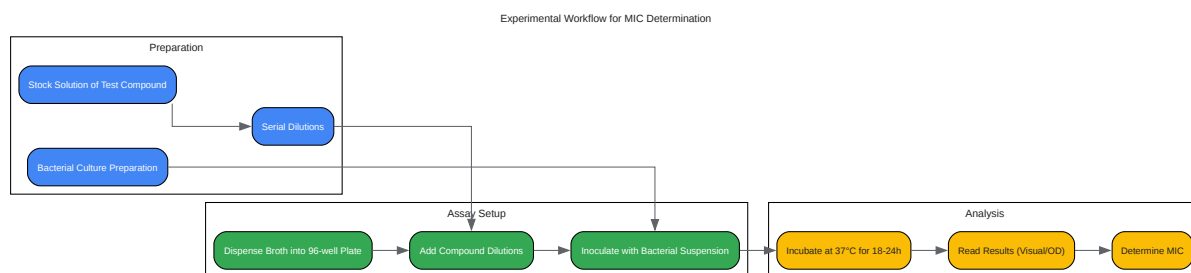 Experimental Workflow for MIC Determination
Preparation
Stock Solution of Test Compound
Serial Dilutions
Bacterial Culture Preparation
Assay Setup
Dispense Broth into 96-well Plate
Add Compound Dilutions
Inoculate with Bacterial Suspension
Analysis
Incubate at 37°C for 18-24h
Read Results (Visual/OD)
Determine MIC